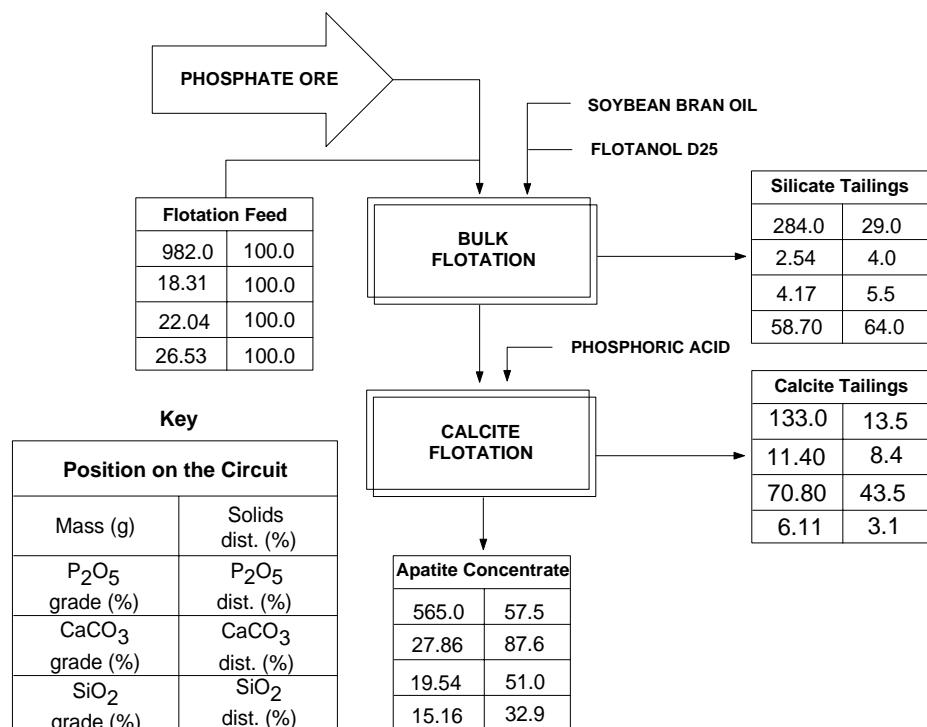 PHOSPHATE ORE
SOYBEAN BRAN OIL
FLOTANOL D25
Flotation Feed
982.0 100.0
18.31 100.0
22.04 100.0
26.53 100.0
BULK
FLOTATION
Silicate Tailings
284.0 29.0
2.54 4.0
4.17 5.5
58.70 64.0
PHOSPHORIC ACID
CALCITE
FLOTATION
Calcite Tailings
133.0 13.5
11.40 8.4
70.80 43.5
6.11 3.1
Key
Position on the Circuit
Mass (g) Solids
dist. (%)
P2O5 P2O5
grade (%) dist. (%)
CaCO3 CaCO3
grade (%) dist. (%)
SiO2 SiO2
grade (%) dist. (%)
Apatite Concentrate
565.0 57.5
27.86 87.6
19.54 51.0
15.16 32.9